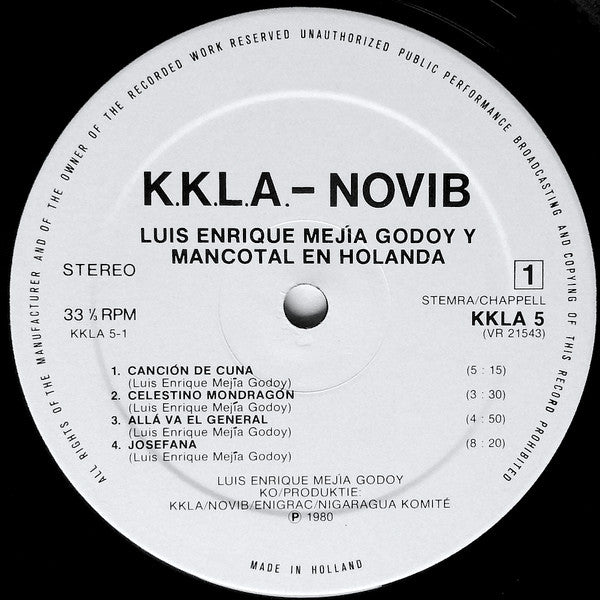 ALL RIGHTS OF THE MANUFACTURER AND OF THE OWNER OF THE RECORDED WORK RESERVED UNAUTHORIZED PUBLIC PERFORMANCE BROADCASTING AND COPYING OF THIS RECORD PROHIBITED
K.K.L.A.– NOVIB
LUIS ENRIQUE MEJÍA GODOY Y
MANCOTAL EN HOLANDA
STEREO
1
STEMRA/CHAPPELL
33 ⅓ RPM
KKLA 5
KKLA 5-1
(VR 21543)
1. CANCIÓN DE CUNA (5 : 15)
(Luis Enrique Mejía Godoy)
2. CELESTINO MONDRAGÓN (3 : 30)
(Luis Enrique Mejía Godoy)
3. ALLÁ VA EL GENERAL (4 : 50)
(Luis Enrique Mejía Godoy)
4. JOSEFANA (8 : 20)
(Luis Enrique Mejía Godoy)
LUIS ENRIQUE MEJÍA GODOY
KO/PRODUKTIE:
KKLA/NOVIB/ENIGRAC/NIGARAGUA KOMITÉ
Ⓟ 1980
MADE IN HOLLAND